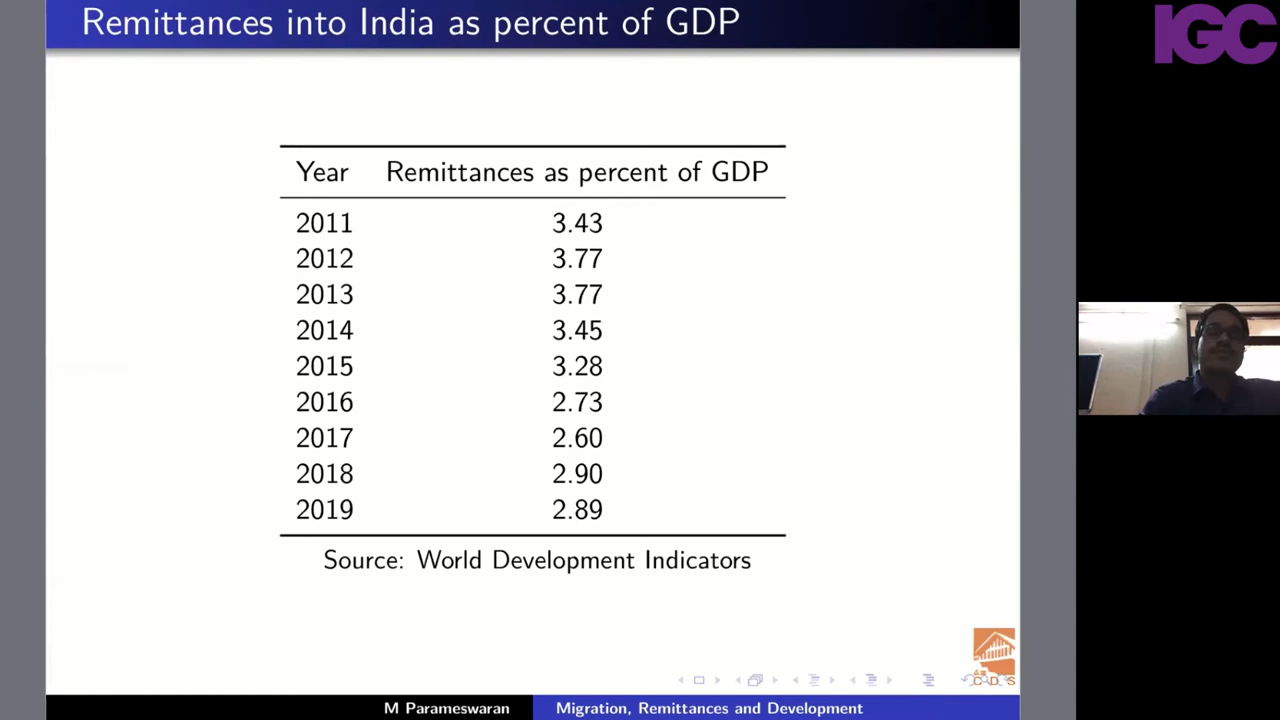 Remittances into India as percent of GDP
IGC
Year Remittances as percent of GDP
2011 3.43
2012 3.77
2013 3.77
2014 3.45
2015 3.28
2016 2.73
2017 2.60
2018 2.90
2019 2.89
Source: World Development Indicators
C D S
M Parameswaran Migration, Remittances and Development